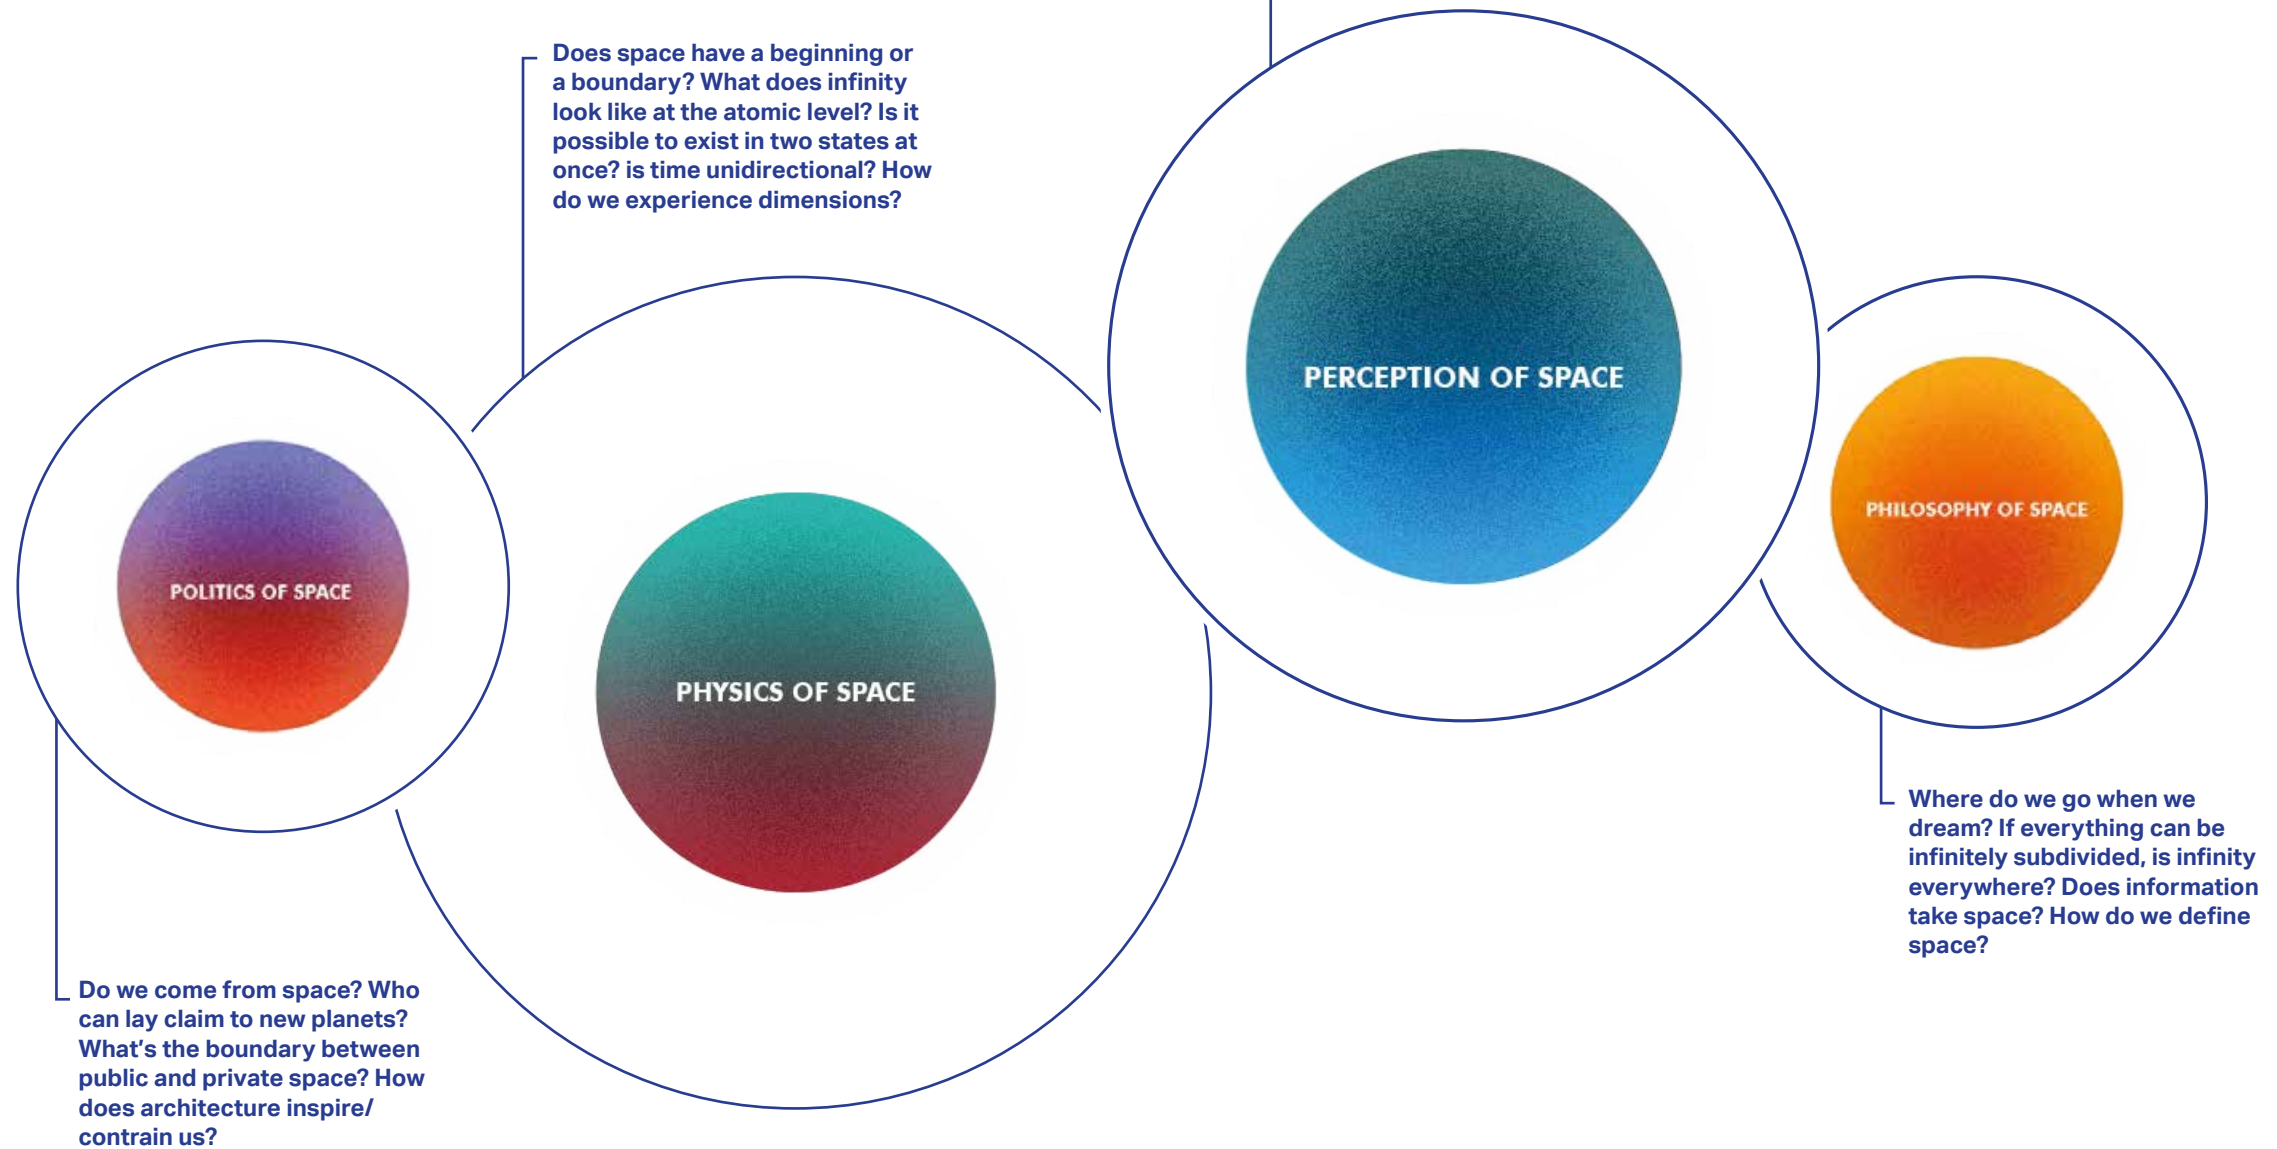 Does space have a beginning or
a boundary? What does infinity
look like at the atomic level? Is it
possible to exist in two states at
once? is time unidirectional? How
do we experience dimensions?
PERCEPTION OF SPACE
PHILOSOPHY OF SPACE
POLITICS OF SPACE
PHYSICS OF SPACE
Where do we go when we
dream? If everything can be
infinitely subdivided, is infinity
everywhere? Does information
take space? How do we define
space?
Do we come from space? Who
can lay claim to new planets?
What's the boundary between
public and private space? How
does architecture inspire/
contrain us?